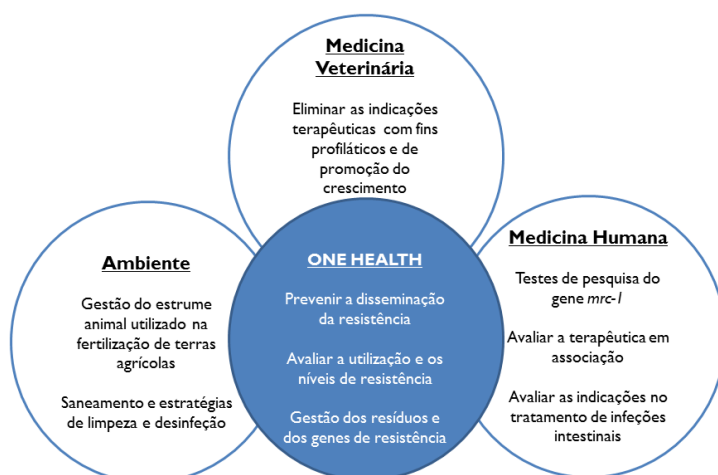 Medicina
Veterinária
Eliminar as indicações
terapêuticas com fins
profiláticos e de
promoção do
crescimento
Ambiente
Gestão do estrume
animal utilizado na
fertilização de terras
agrícolas
Saneamento e estratégias
de limpeza e desinfeção
ONE HEALTH
Prevenir a disseminação
da resistência
Avaliar a utilização e os
níveis de resistência
Gestão dos resíduos e
dos genes de resistência
Medicina Humana
Testes de pesquisa do
gene mrc-1
Avaliar a terapêutica em
associação
Avaliar as indicações no
tratamento de infeções
intestinais